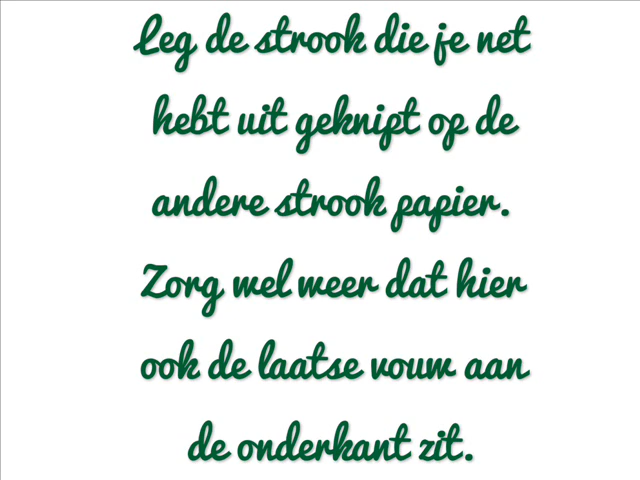 Leg de strook die je net
hebt uit geknipt op de
andere strook papier.
Zorg wel weer dat hier
ook de laatse vouw aan
de onderkant zit.